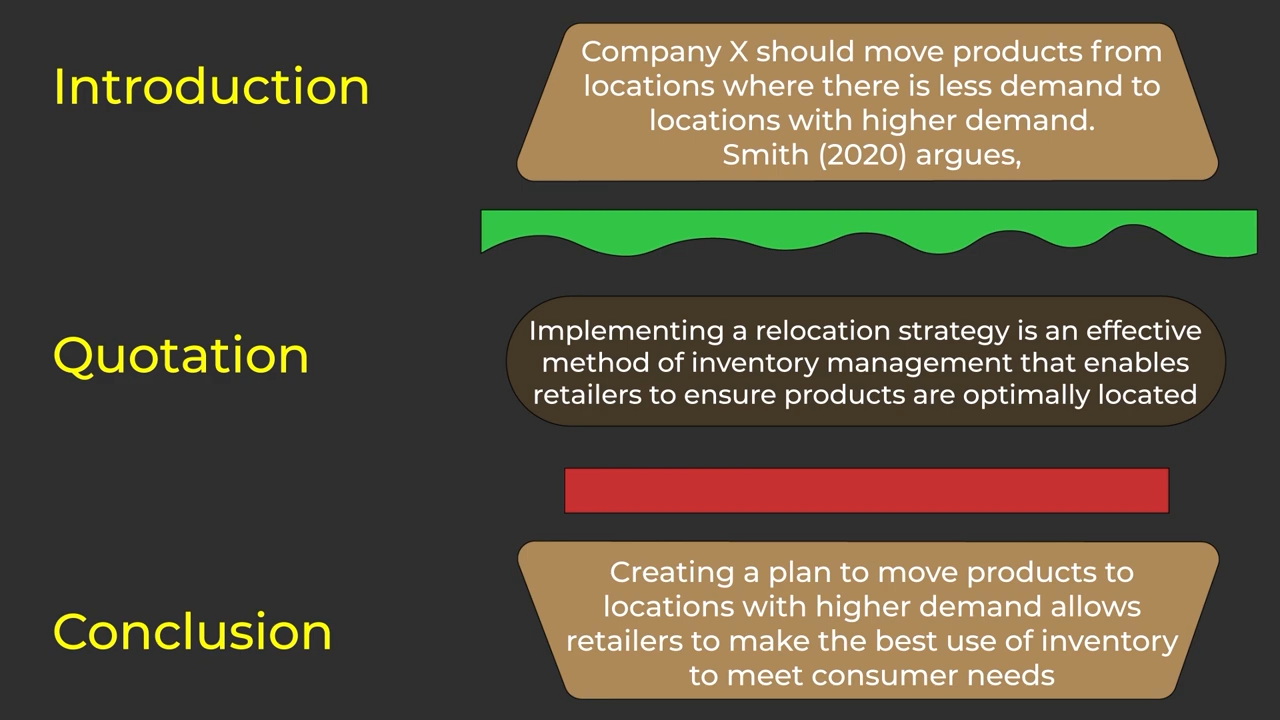 Introduction
Company X should move products from
locations where there is less demand to
locations with higher demand.
Smith (2020) argues,
Quotation
Implementing a relocation strategy is an effective
method of inventory management that enables
retailers to ensure products are optimally located
Conclusion
Creating a plan to move products to
locations with higher demand allows
retailers to make the best use of inventory
to meet consumer needs